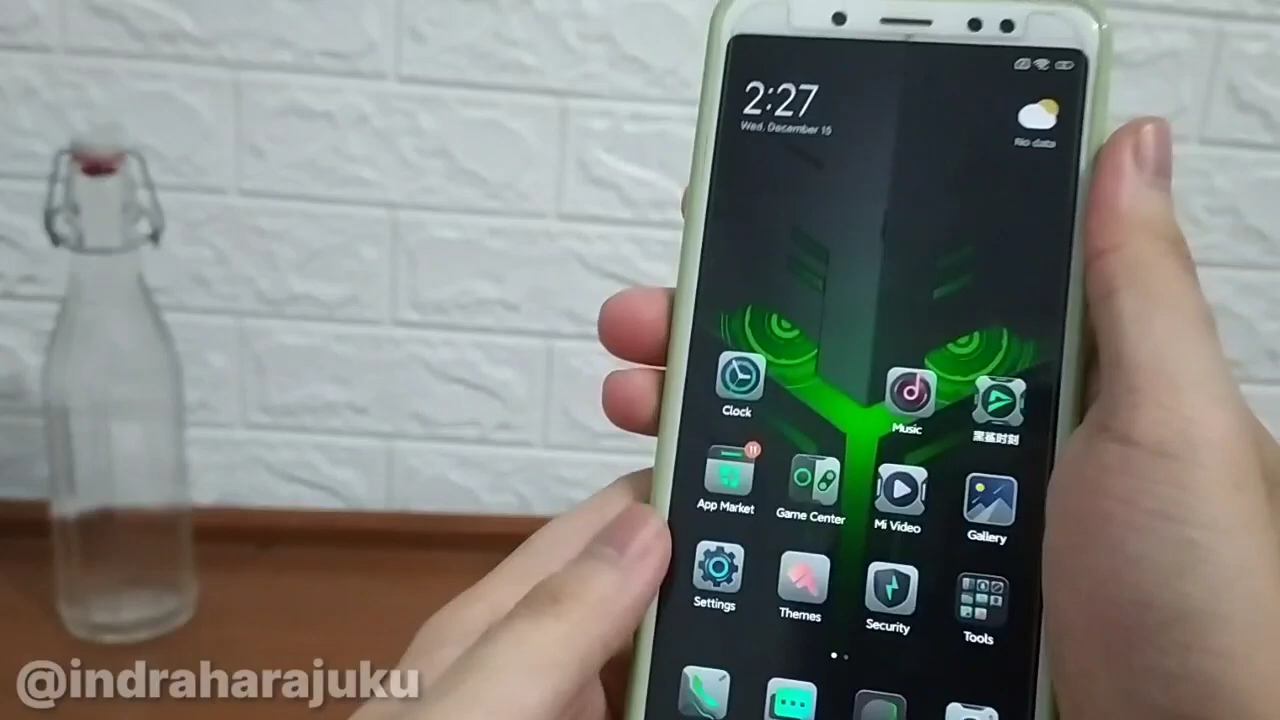 2:27
Wed, December 15
No data
Clock
Music
黑鲨时刻
11
App Market
Game Center
Mi Video
Gallery
Settings
Themes
Security
Tools
@indraharajuku